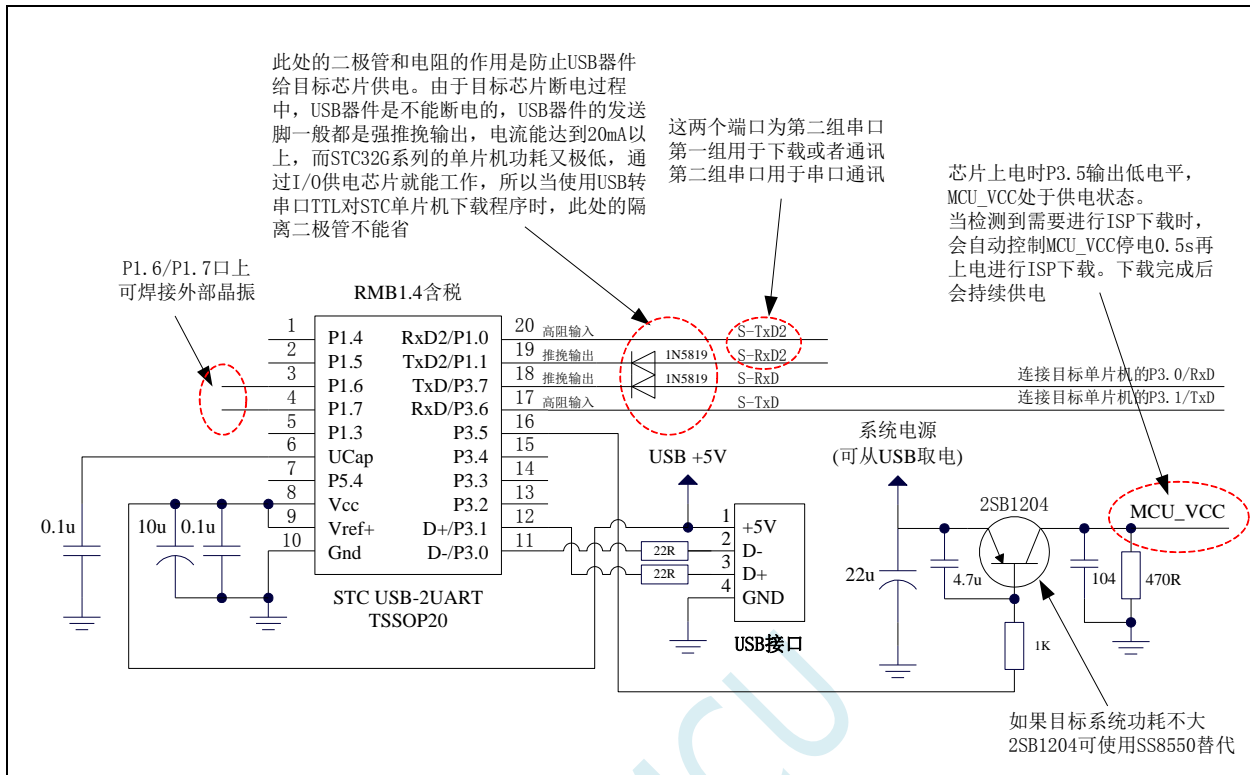 此处的二极管和电阻的作用是防止USB器件
给目标芯片供电。由于目标芯片断电过程
中，USB器件是不能断电的，USB器件的发送
脚一般都是强推挽输出，电流能达到20mA以
上，而STC32G系列的单片机功耗又极低，通
过I/O供电芯片就能工作，所以当使用USB转
串口TTL对STC单片机下载程序时，此处的隔
离二极管不能省
这两个端口为第二组串口
第一组用于下载或者通讯
第二组串口用于串口通讯
芯片上电时P3.5输出低电平，
MCU_VCC处于供电状态。
当检测到需要进行ISP下载时，
会自动控制MCU_VCC停电0.5s再
上电进行ISP下载。下载完成后
会持续供电
P1.6/P1.7口上
可焊接外部晶振
RMB1.4含税
1 P1.4 RxD2/P1.0 20 高阻输入 S-TxD2
2 P1.5 TxD2/P1.1 19 推挽输出 1N5819 S-RxD2
3 P1.6 TxD/P3.7 18 推挽输出 1N5819 S-RxD 连接目标单片机的P3.0/RxD
4 P1.7 RxD/P3.6 17 高阻输入 S-TxD 连接目标单片机的P3.1/TxD
5 P1.3 P3.5 16
6 UCap P3.4 15
7 P5.4 P3.3 14
8 Vcc P3.2 13
9 Vref+ D+/P3.1 12
10 Gnd D-/P3.0 11
STC USB-2UART
TSSOP20
0.1u
10u
0.1u
22R
22R
USB +5V
1 +5V
2 D-
3 D+
4 GND
USB接口
系统电源
(可从USB取电)
2SB1204
MCU_VCC
22u
4.7u
104
470R
1K
如果目标系统功耗不大
2SB1204可使用SS8550替代
MCU